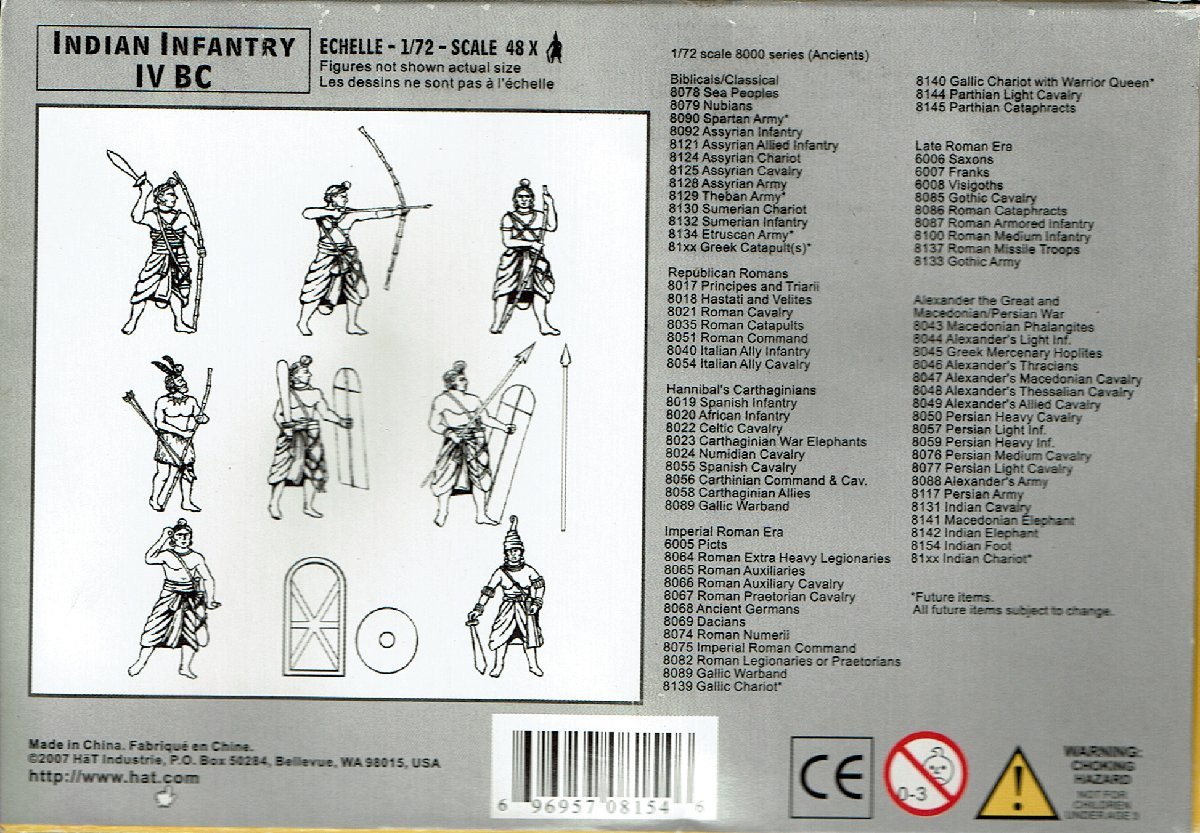 INDIAN INFANTRY
IV BC
ECHELLE - 1/72 - SCALE 48 X
Figures not shown actual size
Les dessins ne sont pas à l'échelle
1/72 scale 8000 series (Ancients)
Biblicals/Classical
8078 Sea Peoples
8079 Nubians
8090 Spartan Army*
8092 Assyrian Infantry
8121 Assyrian Allied Infantry
8124 Assyrian Chariot
8125 Assyrian Cavalry
8128 Assyrian Army
8129 Theban Army*
8130 Sumerian Chariot
8132 Sumerian Infantry
8134 Etruscan Army*
81xx Greek Catapult(s)*
Republican Romans
8017 Principes and Triarii
8018 Hastati and Velites
8021 Roman Cavalry
8035 Roman Catapults
8051 Roman Command
8040 Italian Ally Infantry
8054 Italian Ally Cavalry
Hannibal's Carthaginians
8019 Spanish Infantry
8020 African Infantry
8022 Celtic Cavalry
8023 Carthaginian War Elephants
8024 Numidian Cavalry
8055 Spanish Cavalry
8056 Carthinian Command & Cav.
8058 Carthaginian Allies
8089 Gallic Warband
Imperial Roman Era
6005 Picts
8064 Roman Extra Heavy Legionaries
8065 Roman Auxiliaries
8066 Roman Auxiliary Cavalry
8067 Roman Praetorian Cavalry
8068 Ancient Germans
8069 Dacians
8074 Roman Numerii
8075 Imperial Roman Command
8082 Roman Legionaries or Praetorians
8089 Gallic Warband
8139 Gallic Chariot*
8140 Gallic Chariot with Warrior Queen*
8144 Parthian Light Cavalry
8145 Parthian Cataphracts
Late Roman Era
6006 Saxons
6007 Franks
6008 Visigoths
8085 Gothic Cavalry
8086 Roman Cataphracts
8087 Roman Armored Infantry
8100 Roman Medium Infantry
8137 Roman Missile Troops
8133 Gothic Army
Alexander the Great and
Macedonian/Persian War
8043 Macedonian Phalangites
8044 Alexander's Light Inf.
8045 Greek Mercenary Hoplites
8046 Alexander's Thracians
8047 Alexander's Macedonian Cavalry
8048 Alexander's Thessalian Cavalry
8049 Alexander's Allied Cavalry
8050 Persian Heavy Cavalry
8057 Persian Light Inf.
8059 Persian Heavy Inf.
8076 Persian Medium Cavalry
8077 Persian Light Cavalry
8088 Alexander's Army
8117 Persian Army
8131 Indian Cavalry
8141 Macedonian Elephant
8142 Indian Elephant
8154 Indian Foot
81xx Indian Chariot*
*Future items.
All future items subject to change.
Made in China. Fabriqué en Chine.
©2007 HaT Industrie, P.O. Box 50284, Bellevue, WA 98015, USA
http://www.hat.com
6 96957 08154 6
CE
0-3
WARNING:
CHOKING
HAZARD
NOT FOR
CHILDREN
UNDER AGE 3